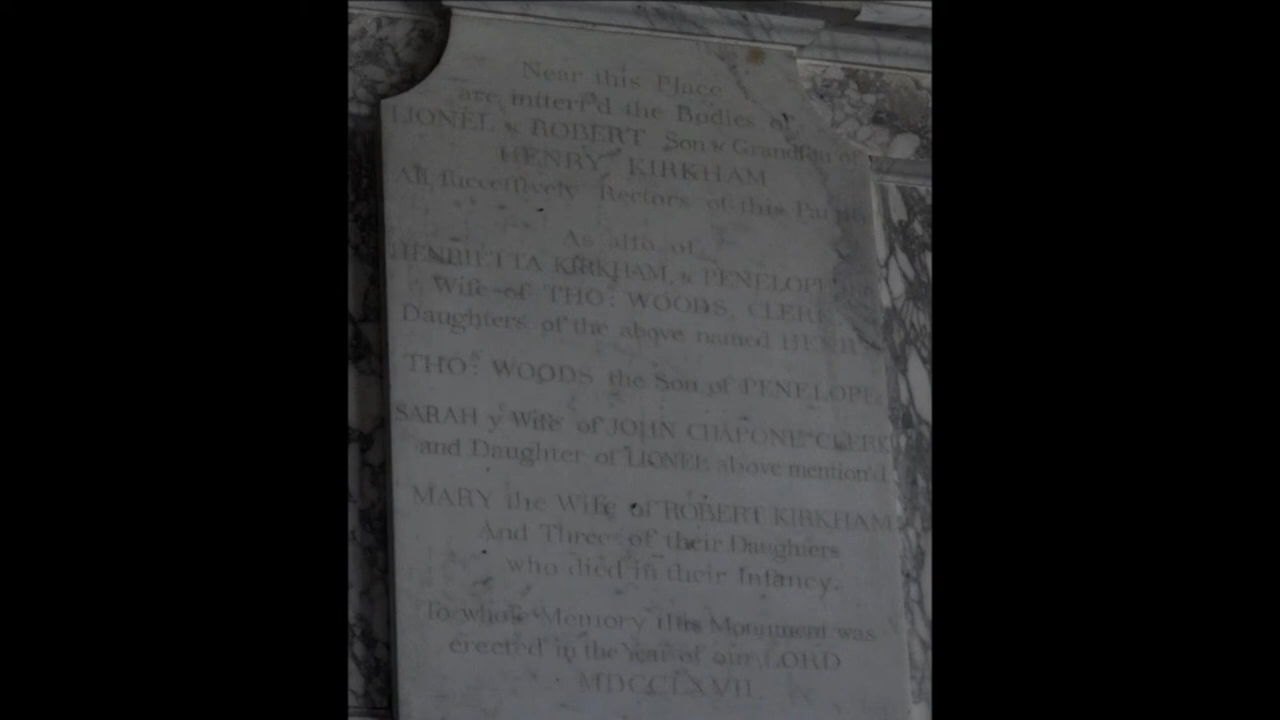 Near this Place
are interr'd the Bodies of
LIONEL & ROBERT Son & Grandſon of
HENRY KIRKHAM
All ſucceſſively Rectors of this Pariſh
As alſo of
HENRIETTA KIRKHAM, & PENELOPE
Wife of THO.ˢ WOODS, CLERK
Daughters of the above named HENRY
THO.ˢ WOODS the Son of PENELOPE
SARAH y Wife of JOHN CHAPONE CLERK
and Daughter of LIONEL above mention'd
MARY the Wife of ROBERT KIRKHAM
And Three of their Daughters
who died in their Infancy.
To whoſe Memory this Monument was
erected in the Year of our LORD
MDCCLXVII